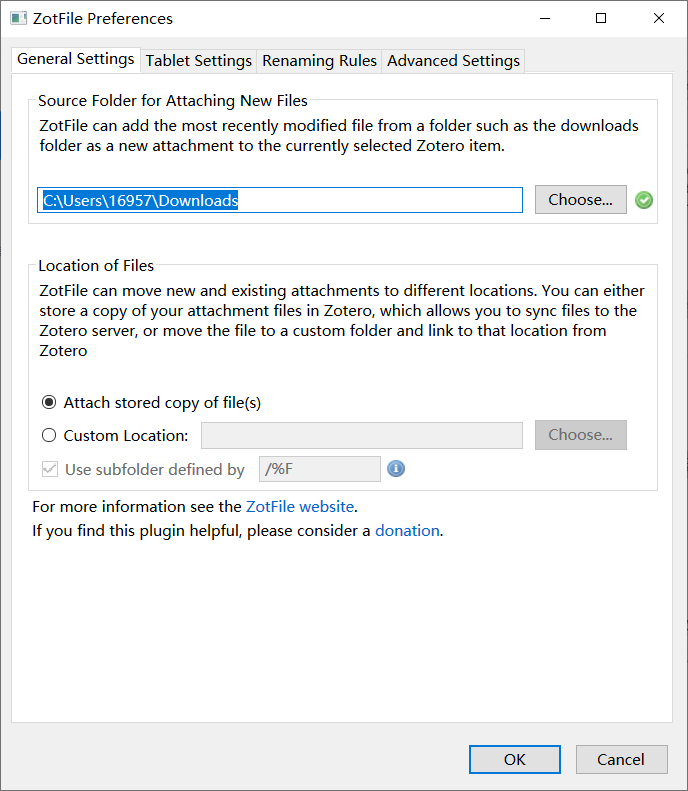 ZotFile Preferences
General Settings Tablet Settings Renaming Rules Advanced Settings
Source Folder for Attaching New Files
ZotFile can add the most recently modified file from a folder such as the downloads
folder as a new attachment to the currently selected Zotero item.
C:\Users\16957\Downloads Choose...
Location of Files
ZotFile can move new and existing attachments to different locations. You can either
store a copy of your attachment files in Zotero, which allows you to sync files to the
Zotero server, or move the file to a custom folder and link to that location from
Zotero
Attach stored copy of file(s)
Custom Location: Choose...
Use subfolder defined by /%F
For more information see the ZotFile website.
If you find this plugin helpful, please consider a donation.
OK Cancel